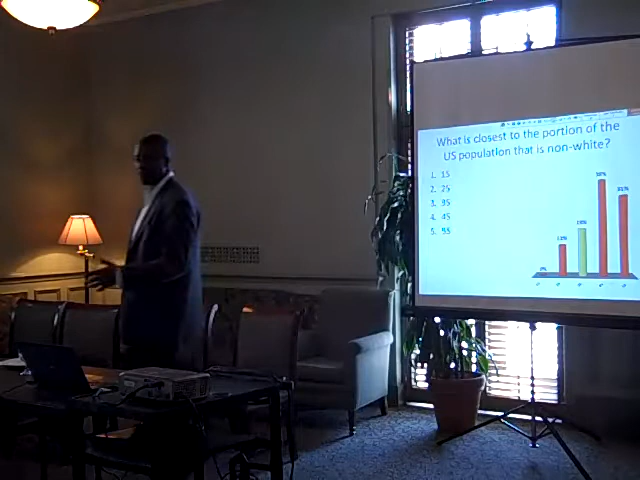 What is closest to the portion of the
US population that is non-white?
1. 15
2. 25
3. 35
4. 45
5. 55